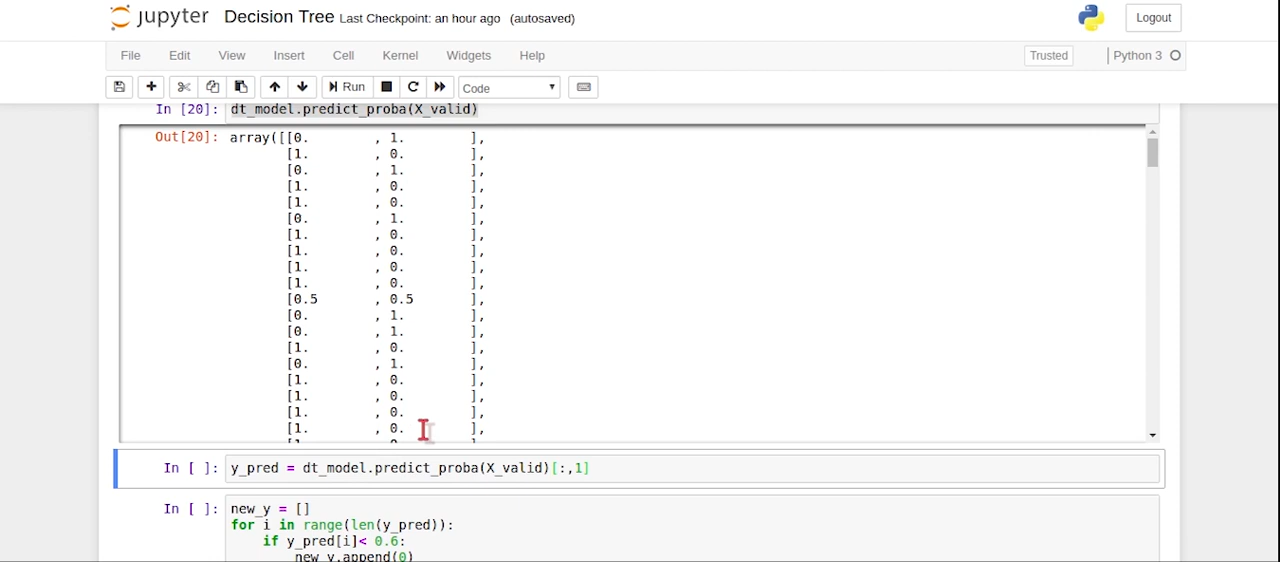 jupyter Decision Tree Last Checkpoint: an hour ago (autosaved) Logout
File Edit View Insert Cell Kernel Widgets Help Trusted Python 3
Run Code
In [20]: dt_model.predict_proba(X_valid)
Out[20]: array([[0. , 1. ],
[1. , 0. ],
[0. , 1. ],
[1. , 0. ],
[1. , 0. ],
[0. , 1. ],
[1. , 0. ],
[1. , 0. ],
[1. , 0. ],
[1. , 0. ],
[0.5 , 0.5 ],
[0. , 1. ],
[0. , 1. ],
[1. , 0. ],
[0. , 1. ],
[1. , 0. ],
[1. , 0. ],
[1. , 0. ],
[1. , 0. ],
In [ ]: y_pred = dt_model.predict_proba(X_valid)[:,1]
In [ ]: new_y = []
for i in range(len(y_pred)):
if y_pred[i]< 0.6:
new_y.append(0)